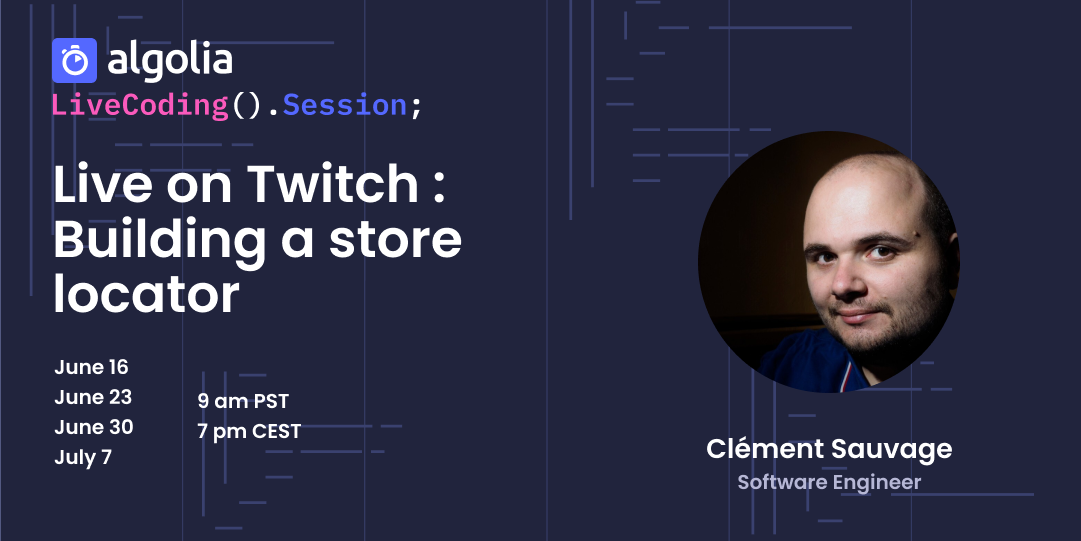 algolia
LiveCoding().Session;
Live on Twitch :
Building a store
locator
June 16
June 23
June 30
July 7
9 am PST
7 pm CEST
Clément Sauvage
Software Engineer